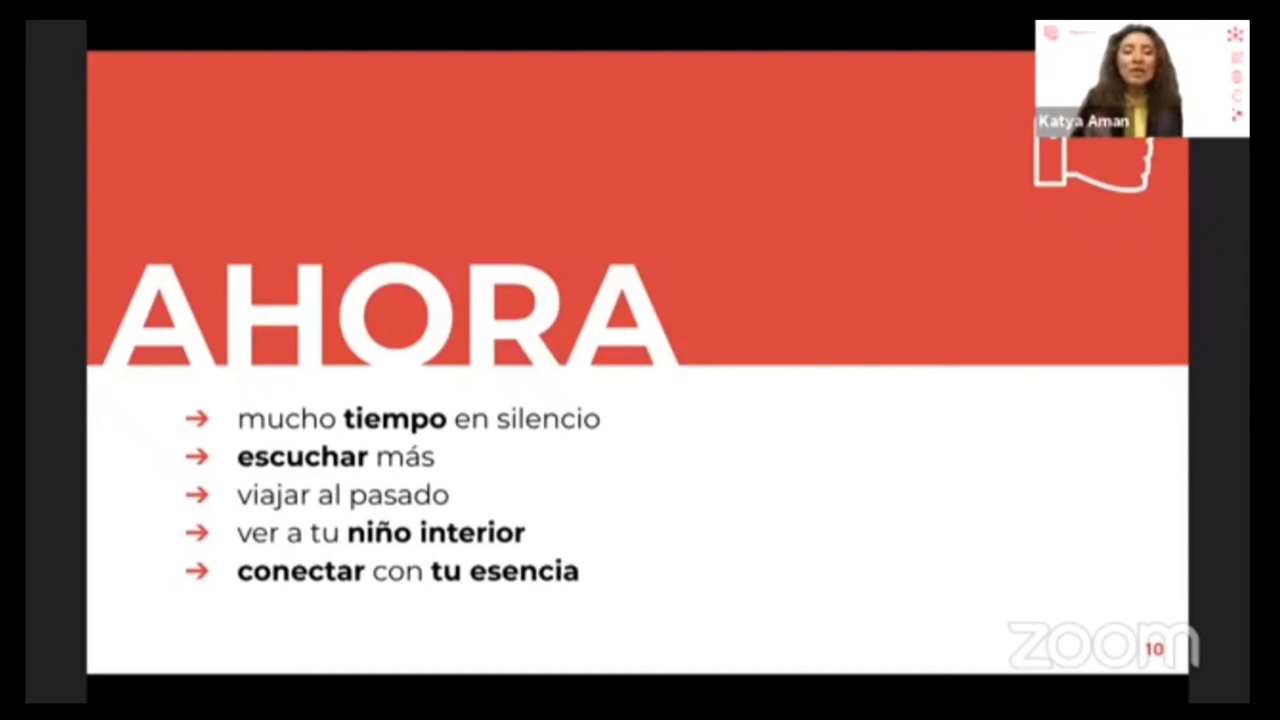 Katya Aman
AHORA
→ mucho tiempo en silencio
→ escuchar más
→ viajar al pasado
→ ver a tu niño interior
→ conectar con tu esencia
zoom
10